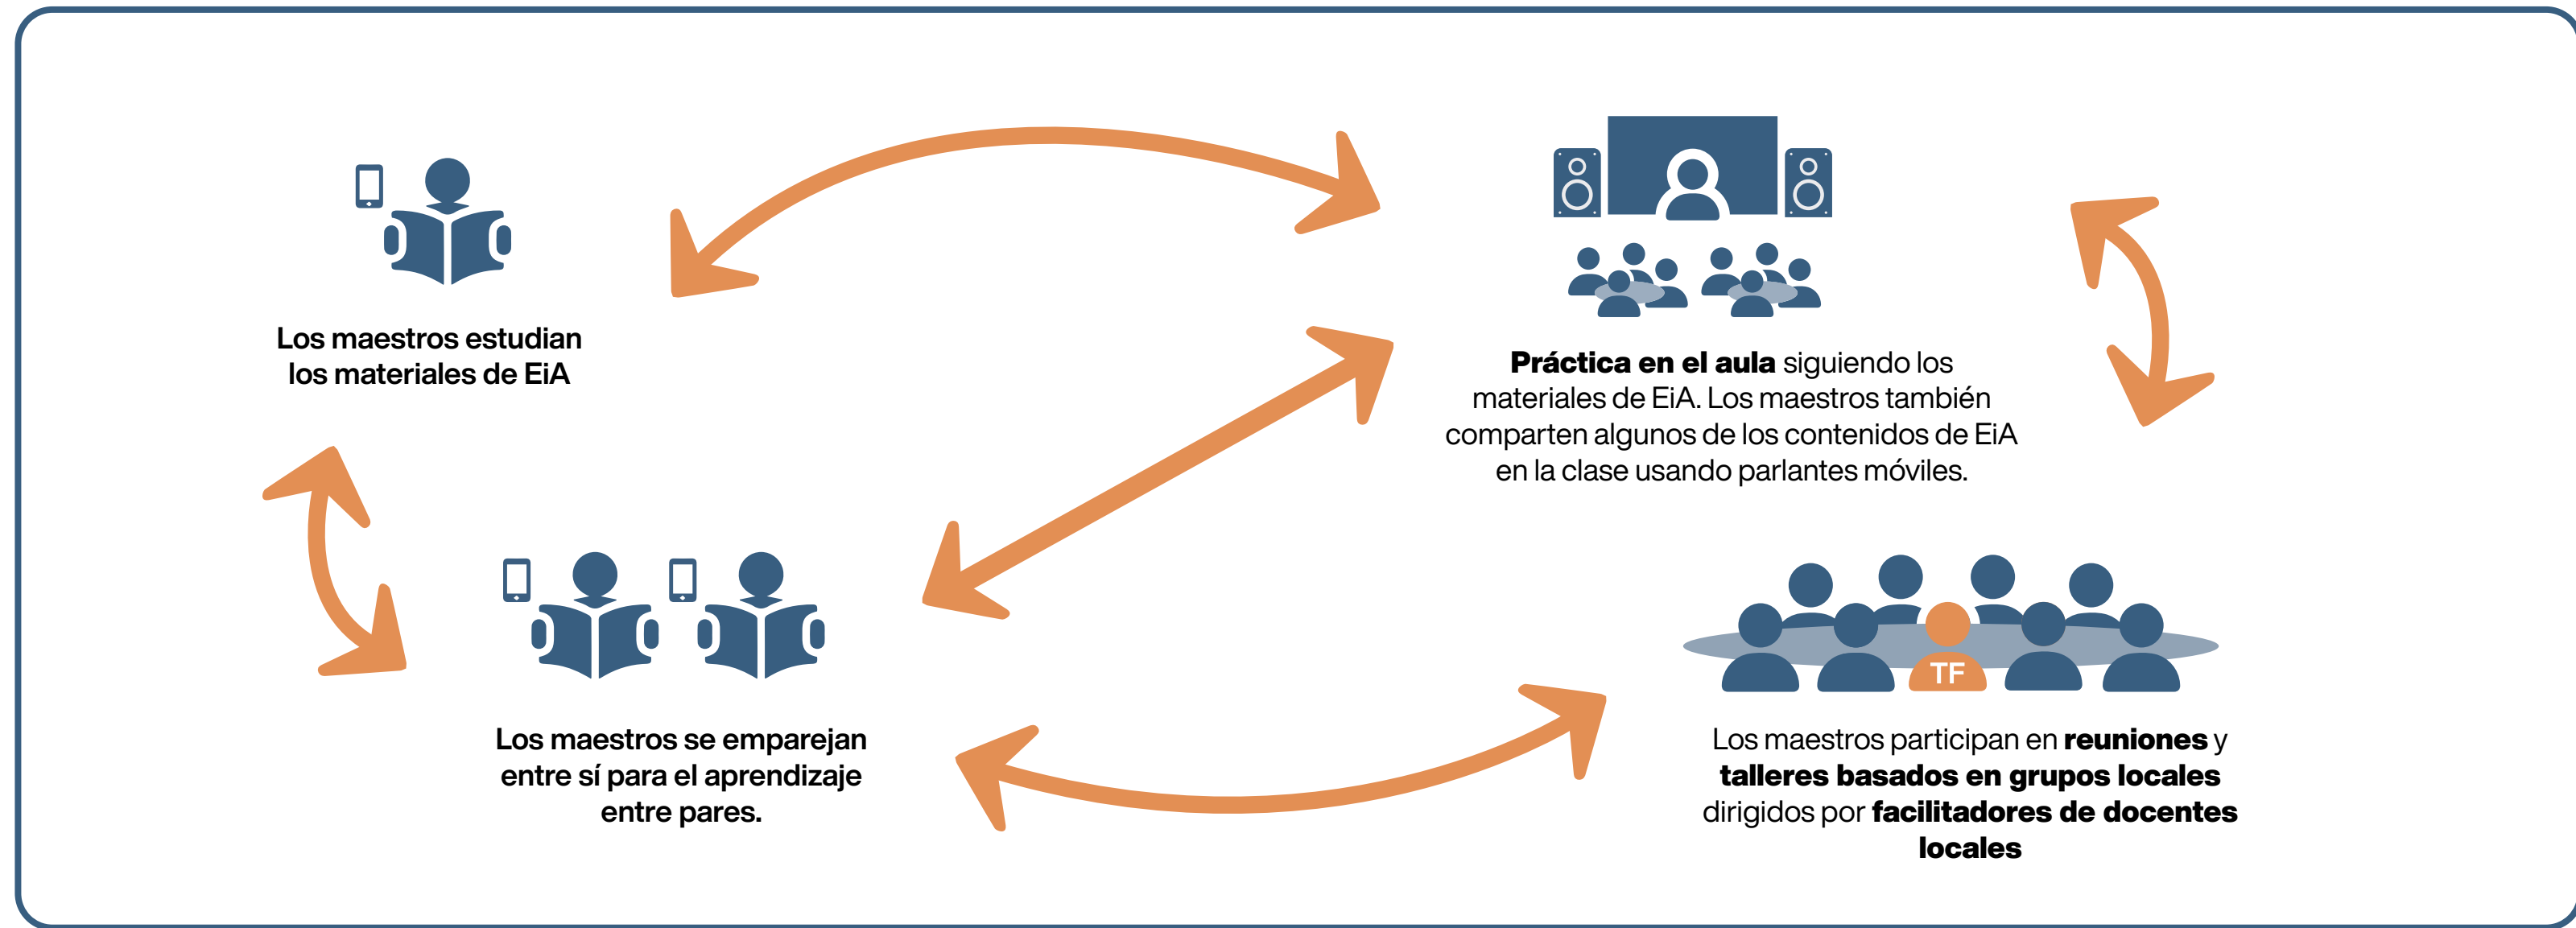 Los maestros estudian
los materiales de EiA
Práctica en el aula siguiendo los
materiales de EiA. Los maestros también
comparten algunos de los contenidos de EiA
en la clase usando parlantes móviles.
Los maestros se emparejan
entre sí para el aprendizaje
entre pares.
TF
Los maestros participan en reuniones y
talleres basados en grupos locales
dirigidos por facilitadores de docentes
locales